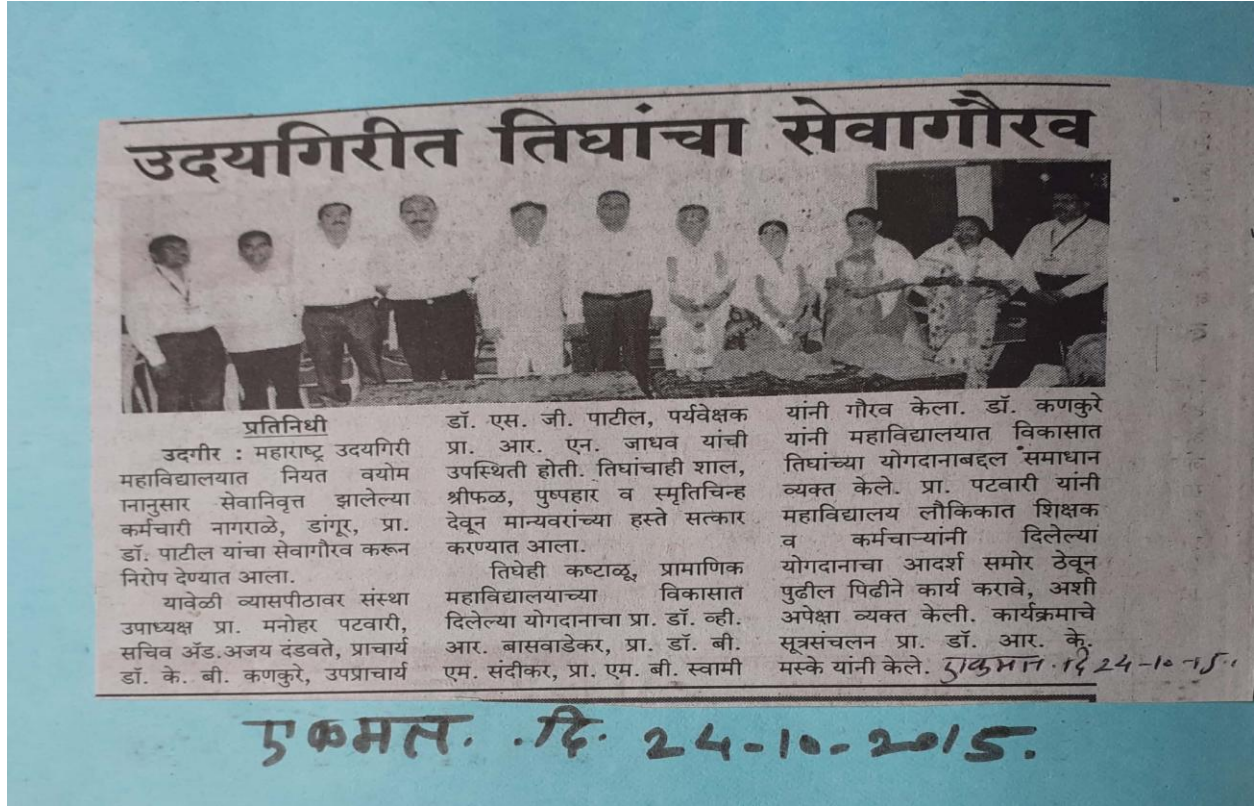 उदयगिरीत तिघांचा सेवागौरव
प्रतिनिधी
उदगीर : महाराष्ट्र उदयगिरी
महाविद्यालयात नियत वयोम
ानानुसार सेवानिवृत्त झालेल्या
कर्मचारी नागराळे, डांगूर, प्रा.
डॉ. पाटील यांचा सेवागौरव करून
निरोप देण्यात आला.
यावेळी व्यासपीठावर संस्था
उपाध्यक्ष प्रा. मनोहर पटवारी,
सचिव अ‍ॅड.अजय दंडवते, प्राचार्य
डॉ. के. बी. कणकुरे, उपप्राचार्य
डॉ. एस. जी. पाटील, पर्यवेक्षक
प्रा. आर. एन. जाधव यांची
उपस्थिती होती. तिघांचाही शाल,
श्रीफळ, पुष्पहार व स्मृतिचिन्ह
देवून मान्यवरांच्या हस्ते सत्कार
करण्यात आला.
तिघेही कष्टाळू, प्रामाणिक
महाविद्यालयाच्या विकासात
दिलेल्या योगदानाचा प्रा. डॉ. व्ही.
आर. बासवाडेकर, प्रा. डॉ. बी.
एम. संदीकर, प्रा. एम. बी. स्वामी
यांनी गौरव केला. डॉ. कणकुरे
यांनी महाविद्यालयात विकासात
तिघांच्या योगदानाबद्दल समाधान
व्यक्त केले. प्रा. पटवारी यांनी
महाविद्यालय लौकिकात शिक्षक
व कर्मचाऱ्यांनी दिलेल्या
योगदानाचा आदर्श समोर ठेवून
पुढील पिढीने कार्य करावे, अशी
अपेक्षा व्यक्त केली. कार्यक्रमाचे
सूत्रसंचलन प्रा. डॉ. आर. के.
मस्के यांनी केले. एकमत. दि 24-10-15.
एकमत. .दि. 24-10-2015.